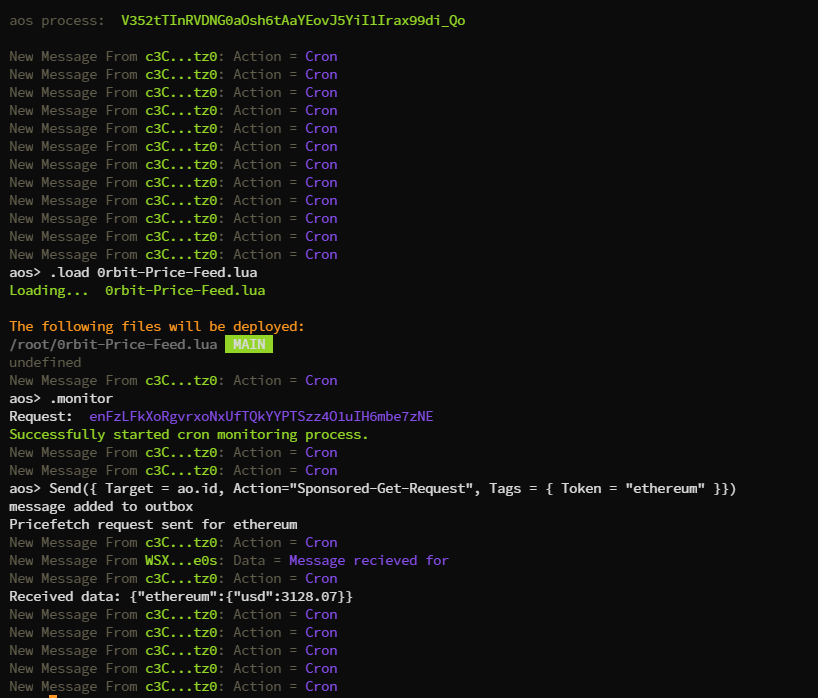 aos process:  V352tTInRVDNG0aOsh6tAaYEovJ5YiI1Irax99di_Qo
New Message From c3C...tz0: Action = Cron
New Message From c3C...tz0: Action = Cron
New Message From c3C...tz0: Action = Cron
New Message From c3C...tz0: Action = Cron
New Message From c3C...tz0: Action = Cron
New Message From c3C...tz0: Action = Cron
New Message From c3C...tz0: Action = Cron
New Message From c3C...tz0: Action = Cron
New Message From c3C...tz0: Action = Cron
New Message From c3C...tz0: Action = Cron
New Message From c3C...tz0: Action = Cron
New Message From c3C...tz0: Action = Cron
aos> .load 0rbit-Price-Feed.lua
Loading...  0rbit-Price-Feed.lua
The following files will be deployed:
/root/0rbit-Price-Feed.lua MAIN
undefined
New Message From c3C...tz0: Action = Cron
aos> .monitor
Request:  enFzLFkXoRgvrxoNxUfTQkYYPTSzz4O1uIH6mbe7zNE
Successfully started cron monitoring process.
New Message From c3C...tz0: Action = Cron
New Message From c3C...tz0: Action = Cron
aos> Send({ Target = ao.id, Action="Sponsored-Get-Request", Tags = { Token = "ethereum" }})
message added to outbox
Pricefetch request sent for ethereum
New Message From c3C...tz0: Action = Cron
New Message From WSX...e0s: Data = Message recieved for
New Message From c3C...tz0: Action = Cron
Received data: {"ethereum":{"usd":3128.07}}
New Message From c3C...tz0: Action = Cron
New Message From c3C...tz0: Action = Cron
New Message From c3C...tz0: Action = Cron
New Message From c3C...tz0: Action = Cron
New Message From c3C...tz0: Action = Cron